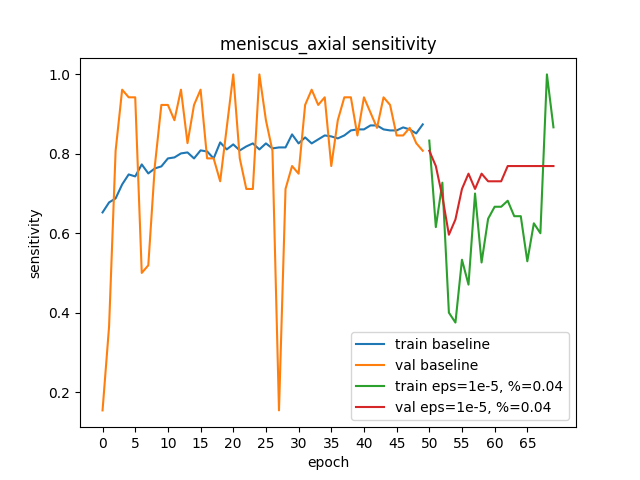 meniscus_axial sensitivity
1.0
0.8
0.6
0.4
0.2
sensitivity
train baseline
val baseline
train eps=1e-5, %=0.04
val eps=1e-5, %=0.04
0 5 10 15 20 25 30 35 40 45 50 55 60 65
epoch